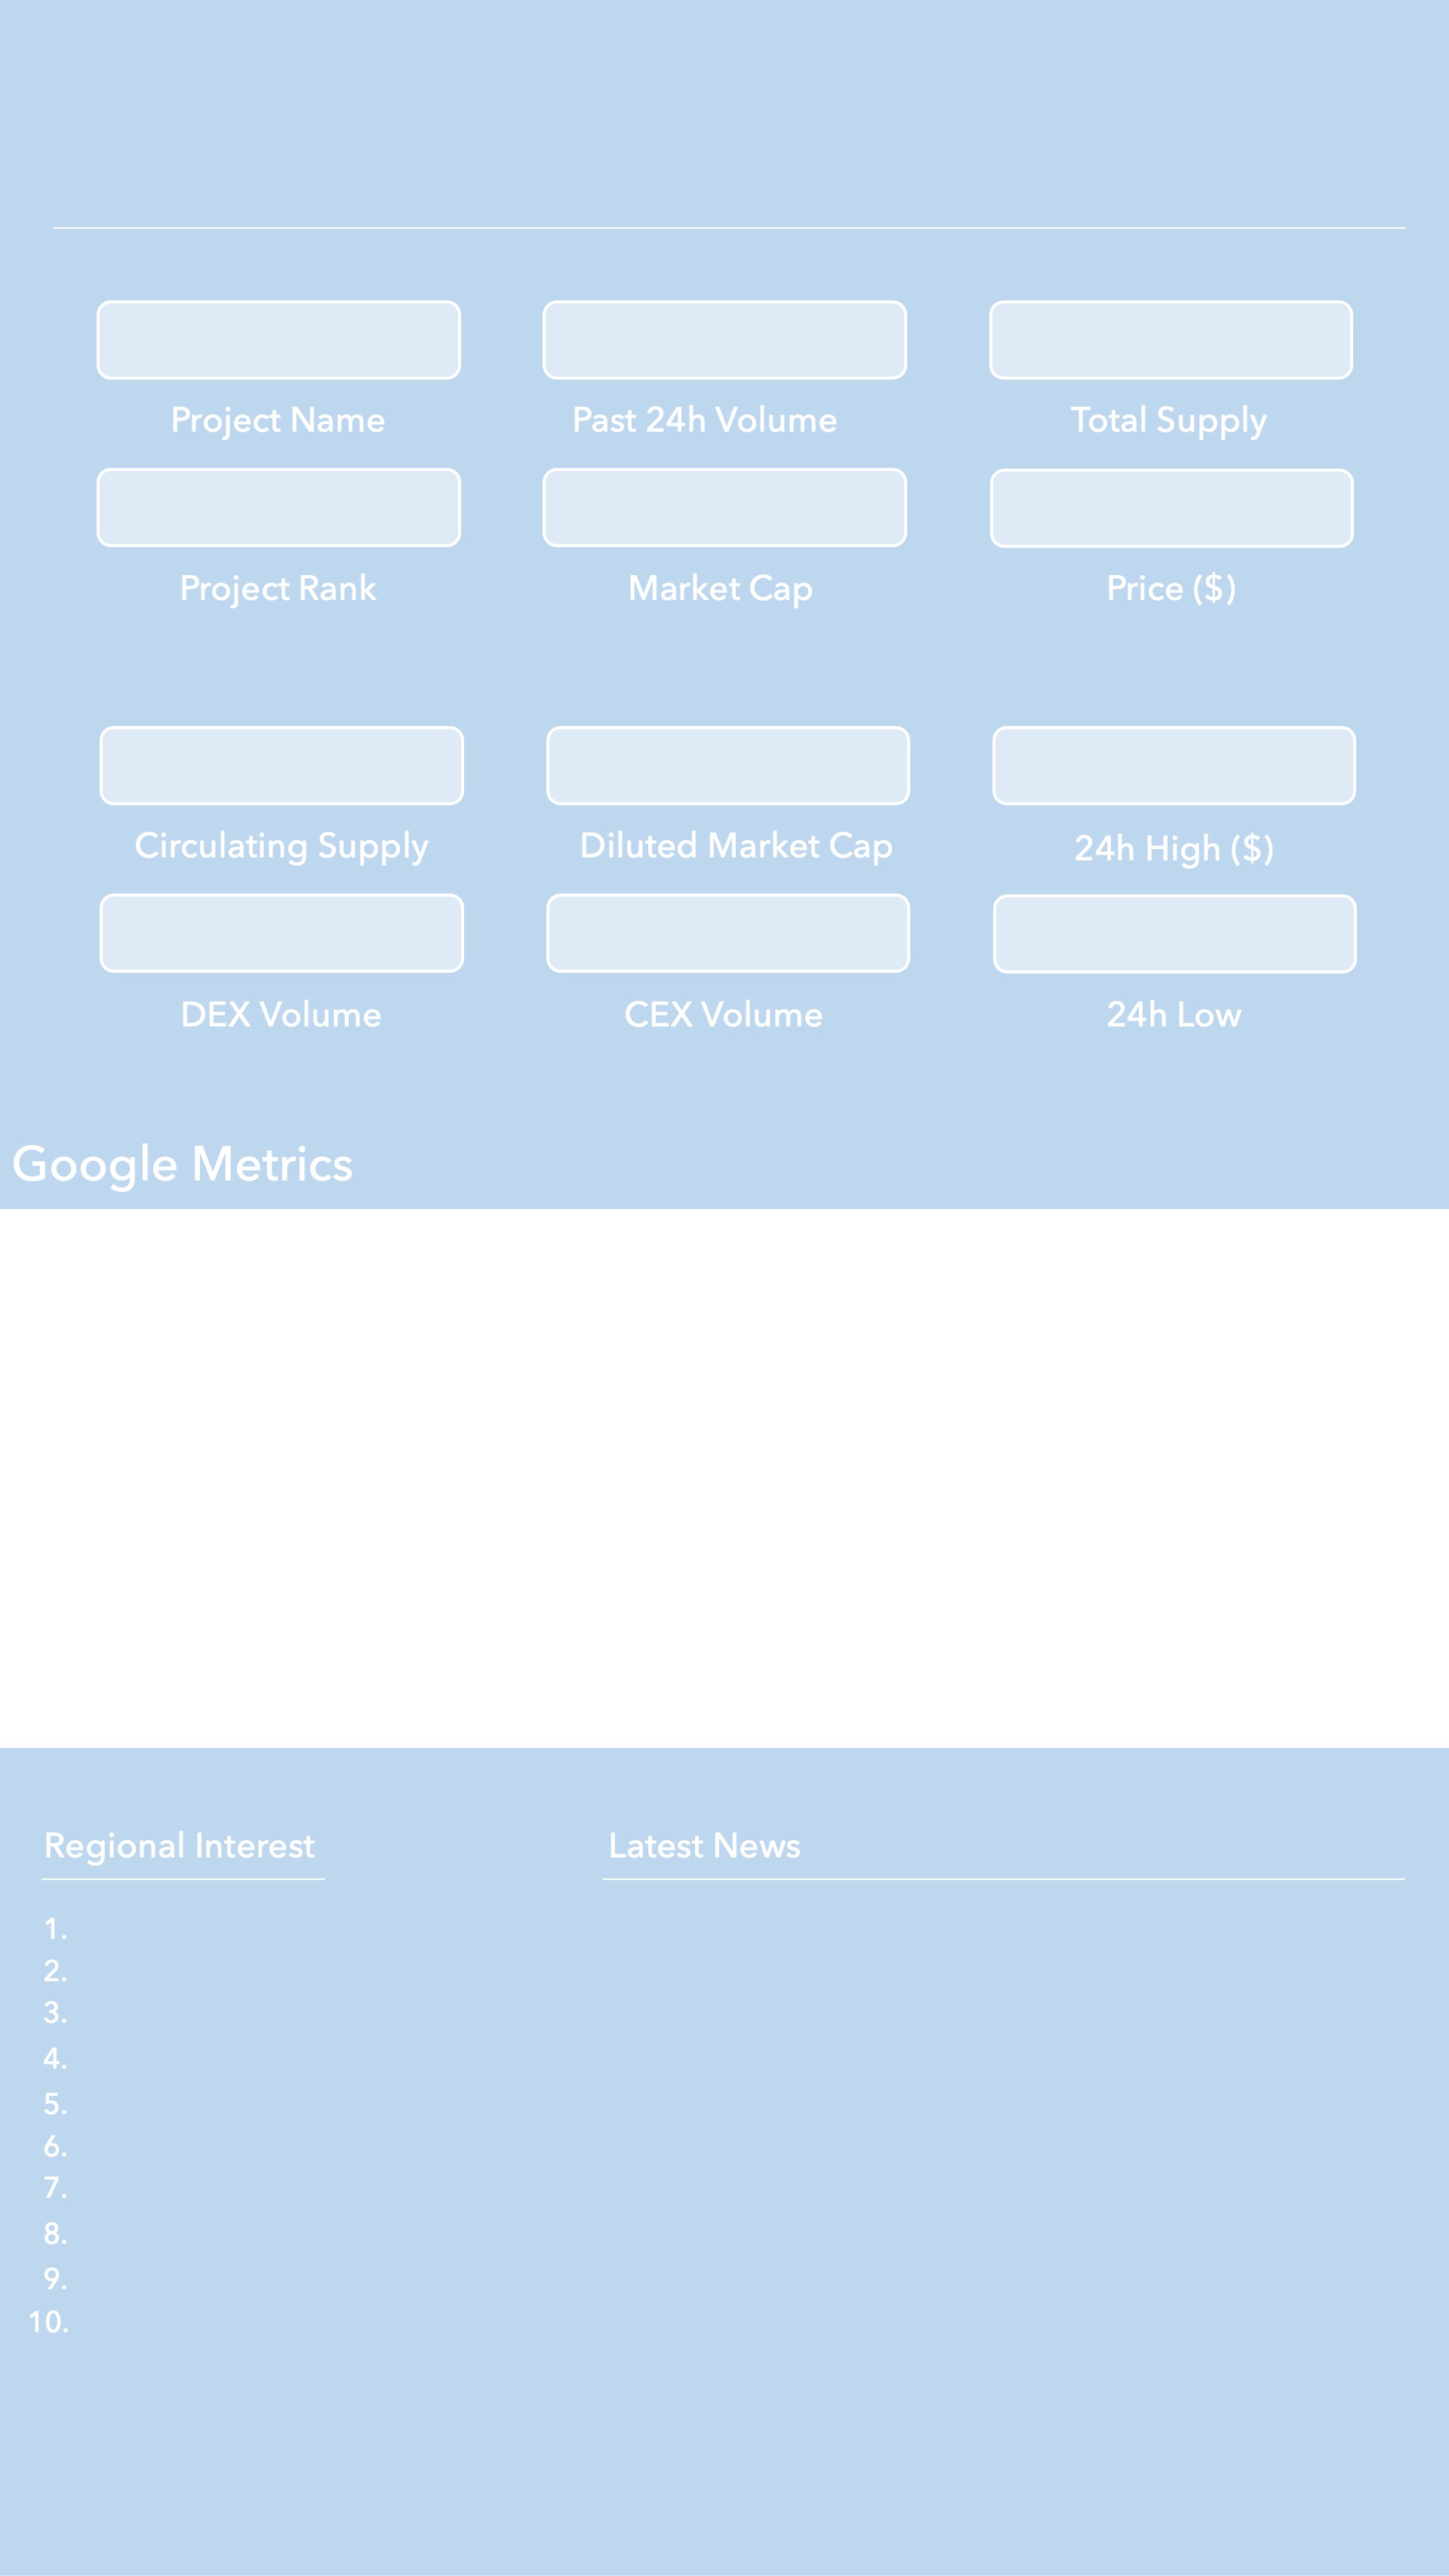 Project Name Past 24h Volume Total Supply
Project Rank Market Cap Price ($)
Circulating Supply Diluted Market Cap 24h High ($)
DEX Volume CEX Volume 24h Low
Google Metrics
Regional Interest
1.
2.
3.
4.
5.
6.
7.
8.
9.
10.
Latest News